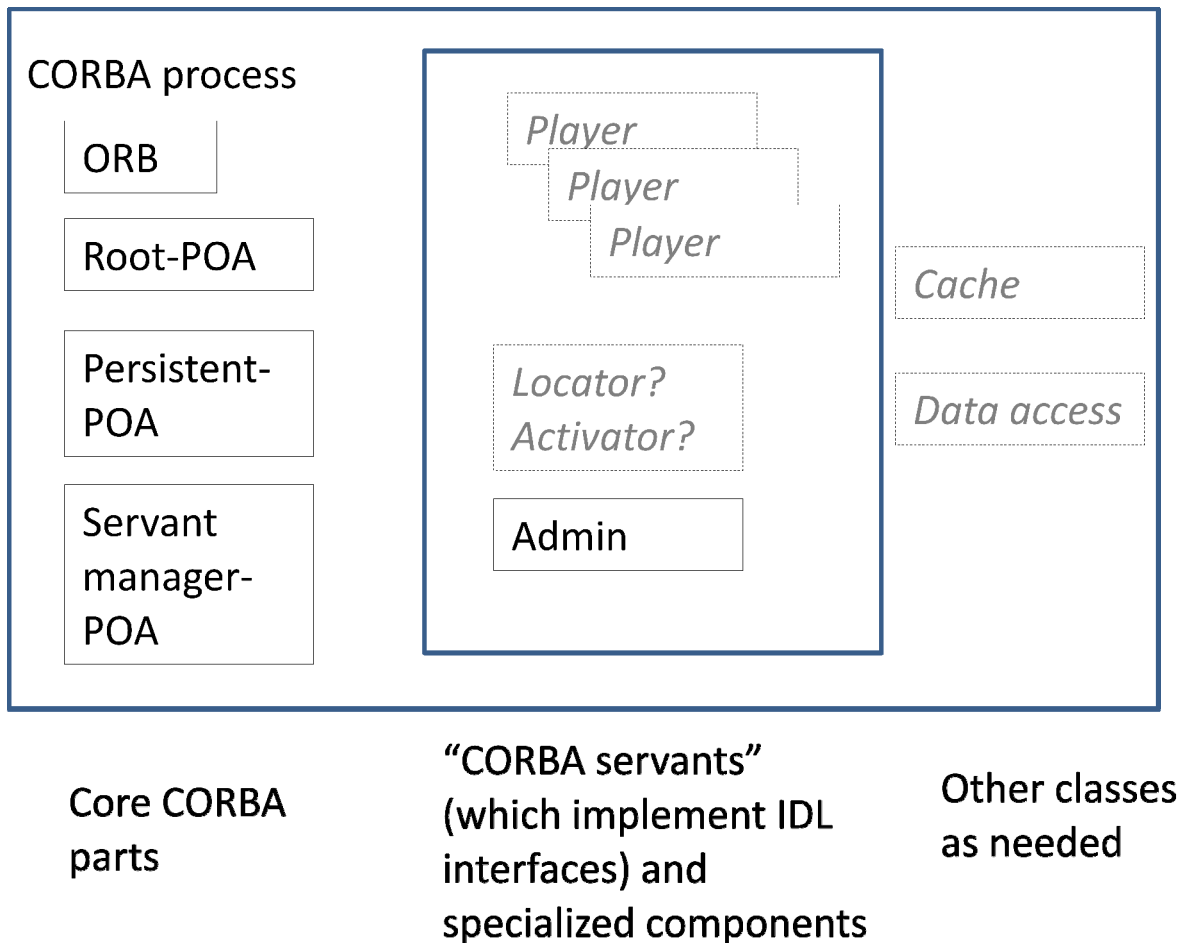 CORBA process
ORB
Root-POA
Persistent-
POA
Servant
manager-
POA
Player
Player
Player
Locator?
Activator?
Admin
Cache
Data access
Core CORBA
parts
“CORBA servants”
(which implement IDL
interfaces) and
specialized components
Other classes
as needed